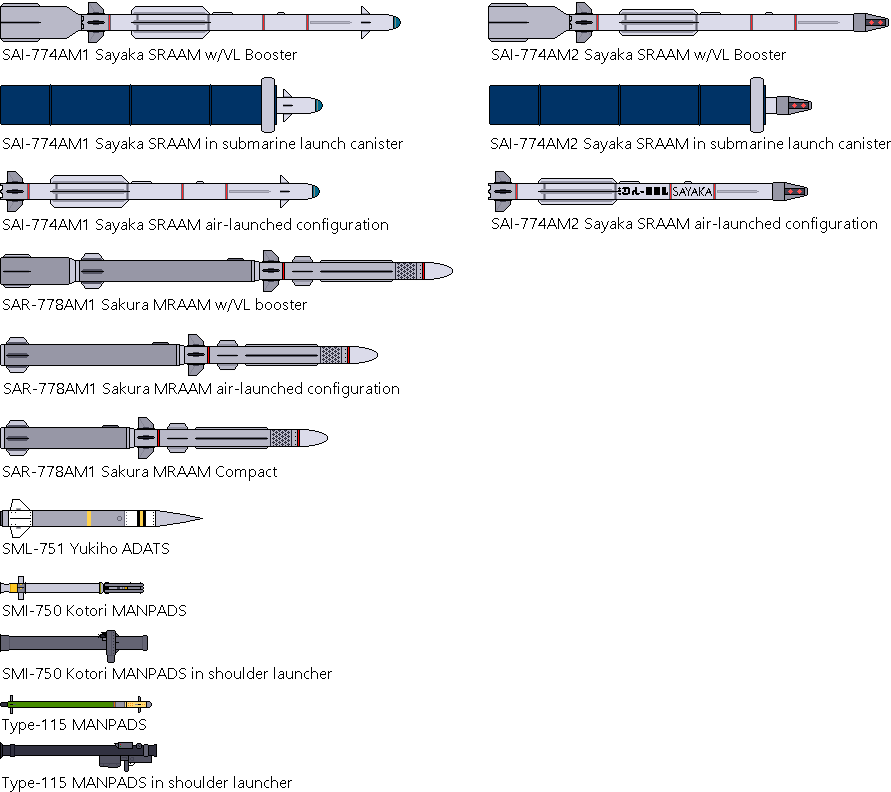 SAI-774AM1 Sayaka SRAAM w/VL Booster
SAI-774AM2 Sayaka SRAAM w/VL Booster
SAI-774AM1 Sayaka SRAAM in submarine launch canister
SAI-774AM2 Sayaka SRAAM in submarine launch canister
SAYAKA
SAI-774AM1 Sayaka SRAAM air-launched configuration
SAI-774AM2 Sayaka SRAAM air-launched configuration
SAR-778AM1 Sakura MRAAM w/VL booster
SAR-778AM1 Sakura MRAAM air-launched configuration
SAR-778AM1 Sakura MRAAM Compact
SML-751 Yukiho ADATS
SMI-750 Kotori MANPADS
SMI-750 Kotori MANPADS in shoulder launcher
Type-115 MANPADS
Type-115 MANPADS in shoulder launcher